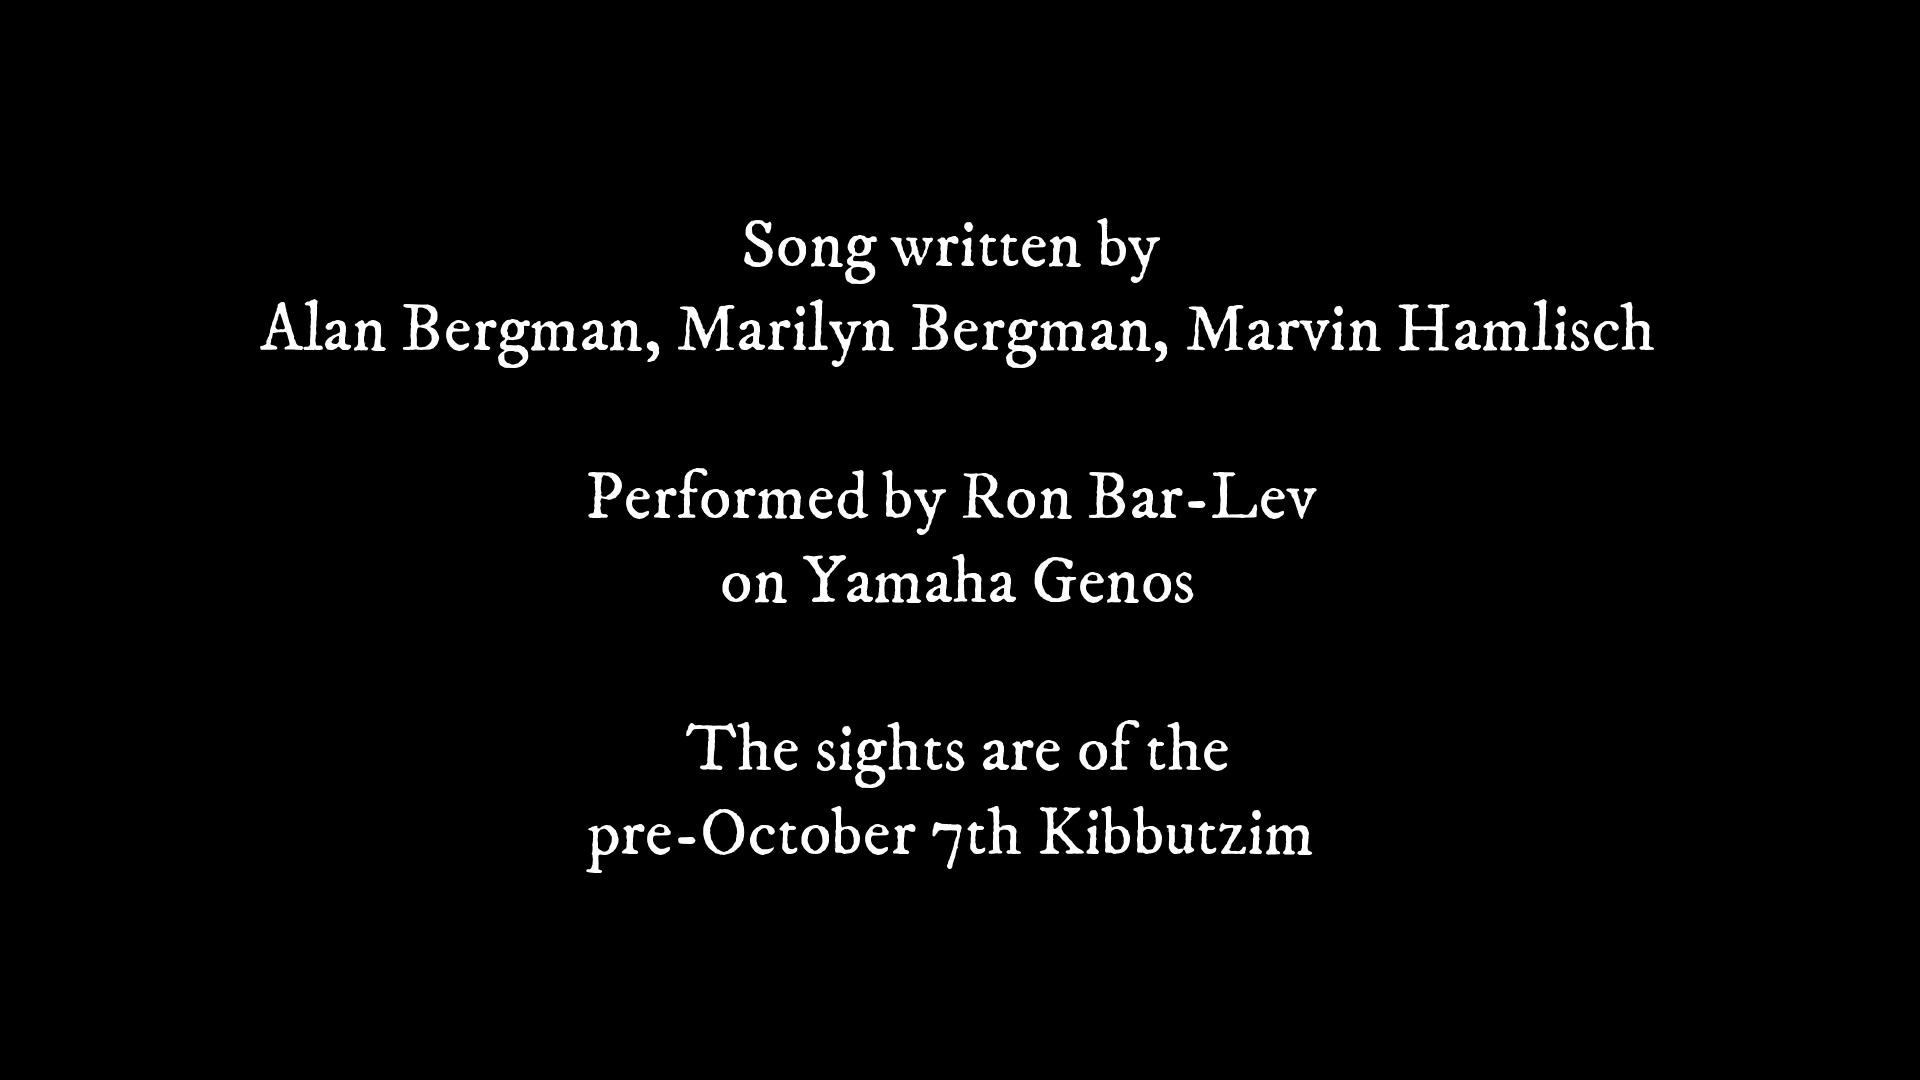 Song written by
Alan Bergman, Marilyn Bergman, Marvin Hamlisch
Performed by Ron Bar-Lev
on Yamaha Genos
The sights are of the
pre-October 7th Kibbutzim